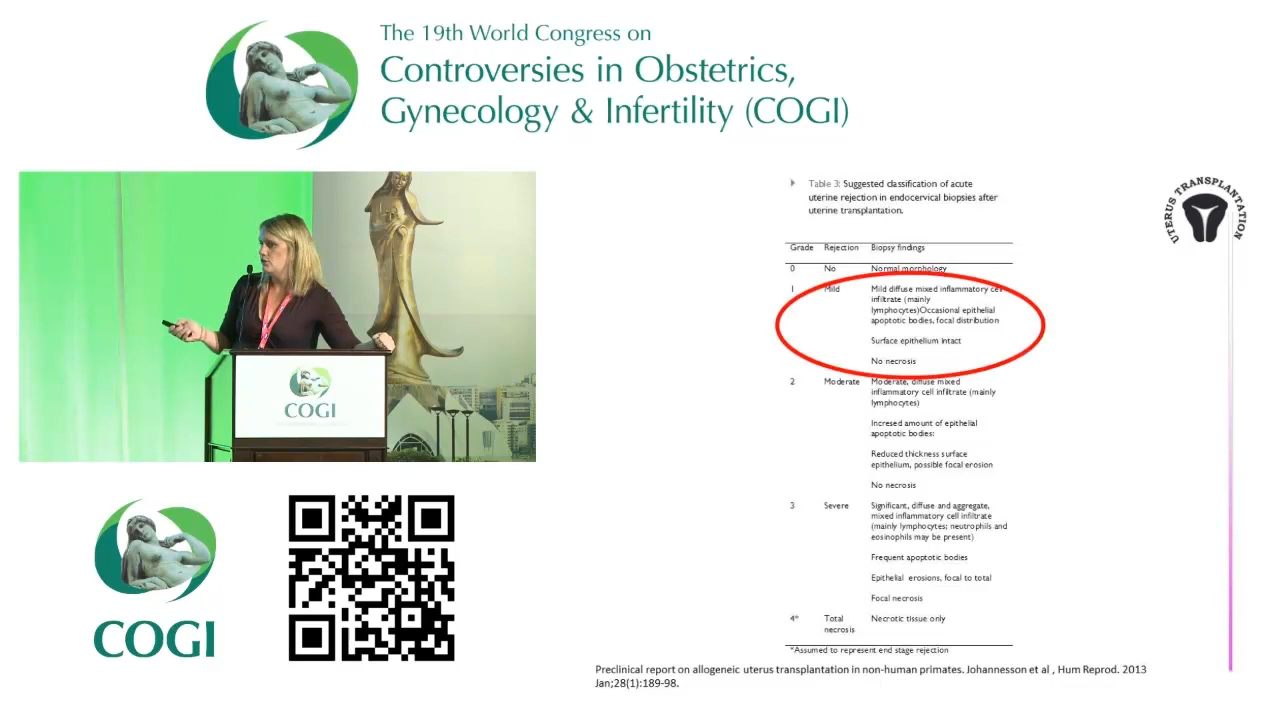 The 19th World Congress on
Controversies in Obstetrics,
Gynecology & Infertility (COGI)
COGI
COGI
Table 3: Suggested classification of acute
uterine rejection in endocervical biopsies after
uterine transplantation.
Grade Rejection Biopsy findings
0 No Normal morphology
1 Mild Mild diffuse mixed inflammatory cell
infiltrate (mainly
lymphocytes)Occasional epithelial
apoptotic bodies, focal distribution
Surface epithelium intact
No necrosis
2 Moderate Moderate, diffuse mixed
inflammatory cell infiltrate (mainly
lymphocytes)
Incresed amount of epithelial
apoptotic bodies:
Reduced thickness surface
epithelium, possible focal erosion
No necrosis
3 Severe Significant, diffuse and aggregate,
mixed inflammatory cell infiltrate
(mainly lymphocytes; neutrophils and
eosinophils may be present)
Frequent apoptotic bodies
Epithelial erosions, focal to total
Focal necrosis
4* Total Necrotic tissue only
necrosis
*Assumed to represent end stage rejection
Preclinical report on allogeneic uterus transplantation in non-human primates. Johannesson et al , Hum Reprod. 2013
Jan;28(1):189-98.
UTERUS TRANSPLANTATION